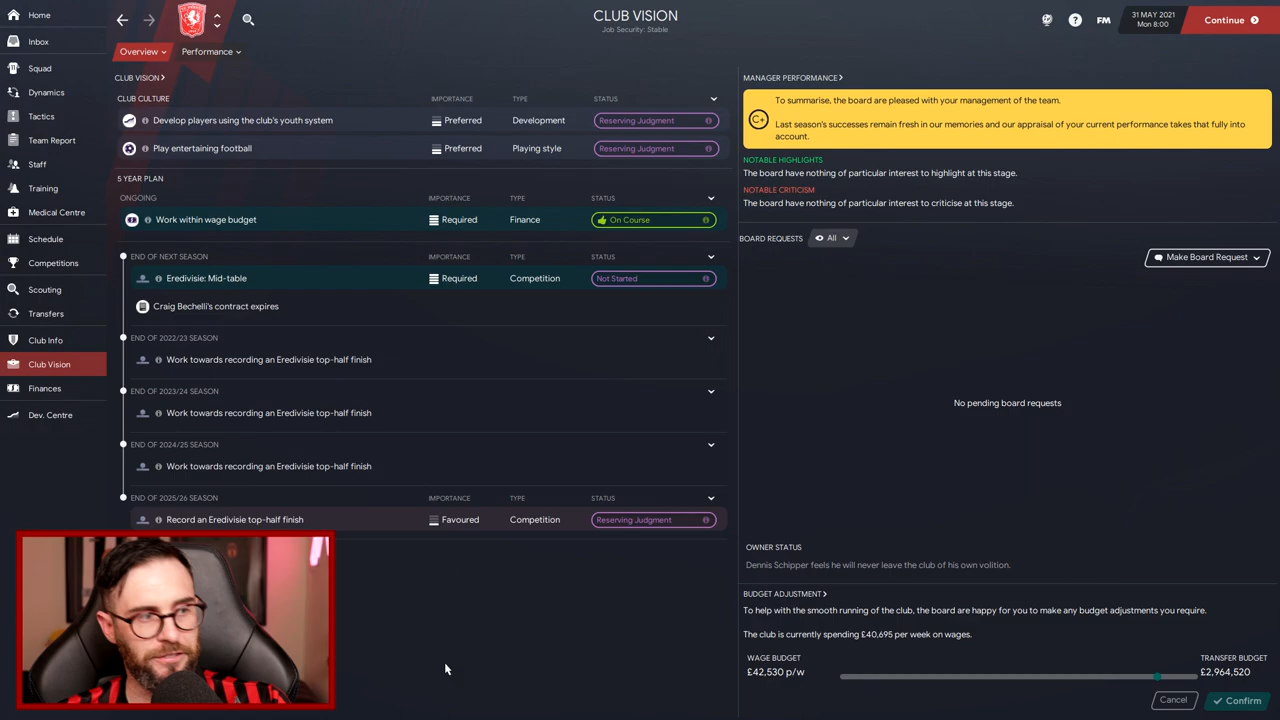 Home
Inbox
Squad
Dynamics
Tactics
Team Report
Staff
Training
Medical Centre
Schedule
Competitions
Scouting
Transfers
Club Info
Club Vision
Finances
Dev. Centre
CLUB VISION
Job Security: Stable
FM
31 MAY 2021
Mon 8:00
Continue
Overview
Performance
CLUB VISION
CLUB CULTURE IMPORTANCE TYPE STATUS
Develop players using the club's youth system Preferred Development Reserving Judgment
Play entertaining football Preferred Playing style Reserving Judgment
5 YEAR PLAN
ONGOING IMPORTANCE TYPE STATUS
Work within wage budget Required Finance On Course
END OF NEXT SEASON IMPORTANCE TYPE STATUS
Eredivisie: Mid-table Required Competition Not Started
Craig Bechelli's contract expires
END OF 2022/23 SEASON
Work towards recording an Eredivisie top-half finish
END OF 2023/24 SEASON
Work towards recording an Eredivisie top-half finish
END OF 2024/25 SEASON
Work towards recording an Eredivisie top-half finish
END OF 2025/26 SEASON IMPORTANCE TYPE STATUS
Record an Eredivisie top-half finish Favoured Competition Reserving Judgment
MANAGER PERFORMANCE
C+
To summarise, the board are pleased with your management of the team.
Last season's successes remain fresh in our memories and our appraisal of your current performance takes that fully into
account.
NOTABLE HIGHLIGHTS
The board have nothing of particular interest to highlight at this stage.
NOTABLE CRITICISM
The board have nothing of particular interest to criticise at this stage.
BOARD REQUESTS All
Make Board Request
No pending board requests
OWNER STATUS
Dennis Schipper feels he will never leave the club of his own volition.
BUDGET ADJUSTMENT
To help with the smooth running of the club, the board are happy for you to make any budget adjustments you require.
The club is currently spending £40,695 per week on wages.
WAGE BUDGET TRANSFER BUDGET
£42,530 p/w £2,964,520
Cancel Confirm